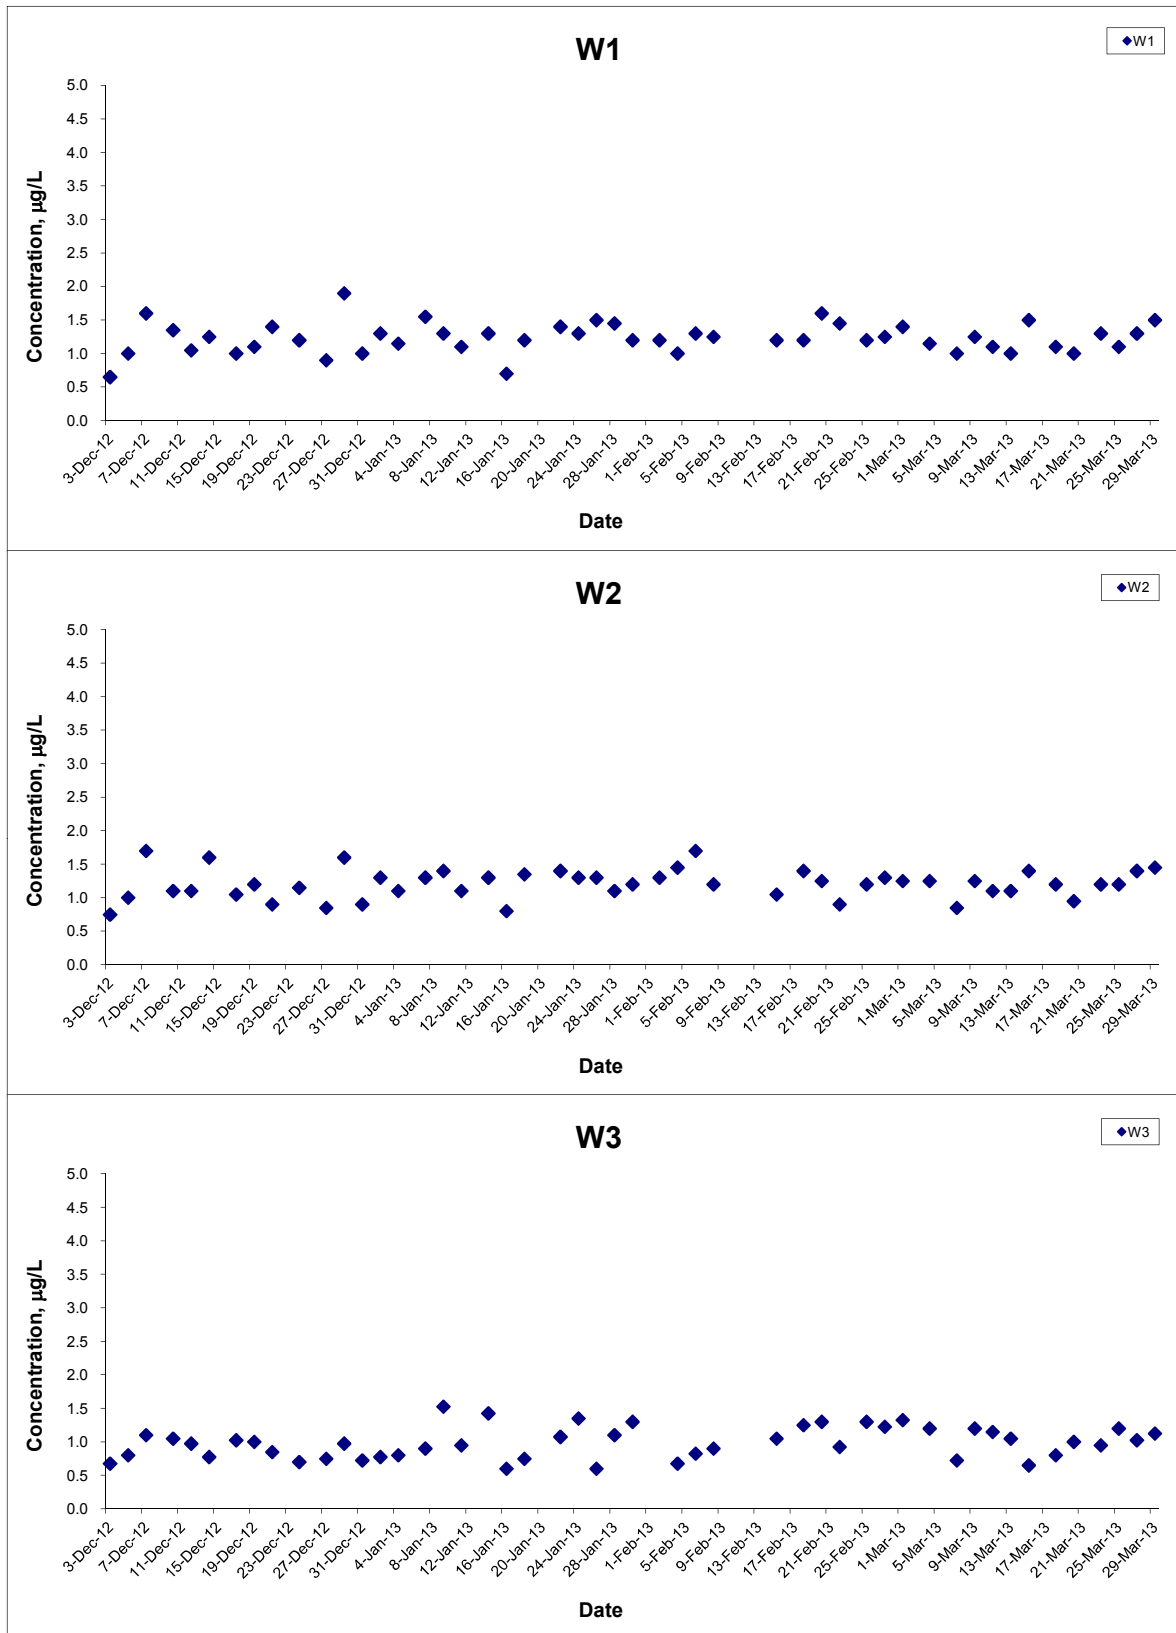 W1
W1
5.0
4.5
4.0
3.5
3.0
2.5
2.0
1.5
1.0
0.5
0.0
Concentration, µg/L
3-Dec-12
7-Dec-12
11-Dec-12
15-Dec-12
19-Dec-12
23-Dec-12
27-Dec-12
31-Dec-12
4-Jan-13
8-Jan-13
12-Jan-13
16-Jan-13
20-Jan-13
24-Jan-13
28-Jan-13
1-Feb-13
5-Feb-13
9-Feb-13
13-Feb-13
17-Feb-13
21-Feb-13
25-Feb-13
1-Mar-13
5-Mar-13
9-Mar-13
13-Mar-13
17-Mar-13
21-Mar-13
25-Mar-13
29-Mar-13
Date
W2
W2
5.0
4.5
4.0
3.5
3.0
2.5
2.0
1.5
1.0
0.5
0.0
Concentration, µg/L
3-Dec-12
7-Dec-12
11-Dec-12
15-Dec-12
19-Dec-12
23-Dec-12
27-Dec-12
31-Dec-12
4-Jan-13
8-Jan-13
12-Jan-13
16-Jan-13
20-Jan-13
24-Jan-13
28-Jan-13
1-Feb-13
5-Feb-13
9-Feb-13
13-Feb-13
17-Feb-13
21-Feb-13
25-Feb-13
1-Mar-13
5-Mar-13
9-Mar-13
13-Mar-13
17-Mar-13
21-Mar-13
25-Mar-13
29-Mar-13
Date
W3
W3
5.0
4.5
4.0
3.5
3.0
2.5
2.0
1.5
1.0
0.5
0.0
Concentration, µg/L
3-Dec-12
7-Dec-12
11-Dec-12
15-Dec-12
19-Dec-12
23-Dec-12
27-Dec-12
31-Dec-12
4-Jan-13
8-Jan-13
12-Jan-13
16-Jan-13
20-Jan-13
24-Jan-13
28-Jan-13
1-Feb-13
5-Feb-13
9-Feb-13
13-Feb-13
17-Feb-13
21-Feb-13
25-Feb-13
1-Mar-13
5-Mar-13
9-Mar-13
13-Mar-13
17-Mar-13
21-Mar-13
25-Mar-13
29-Mar-13
Date